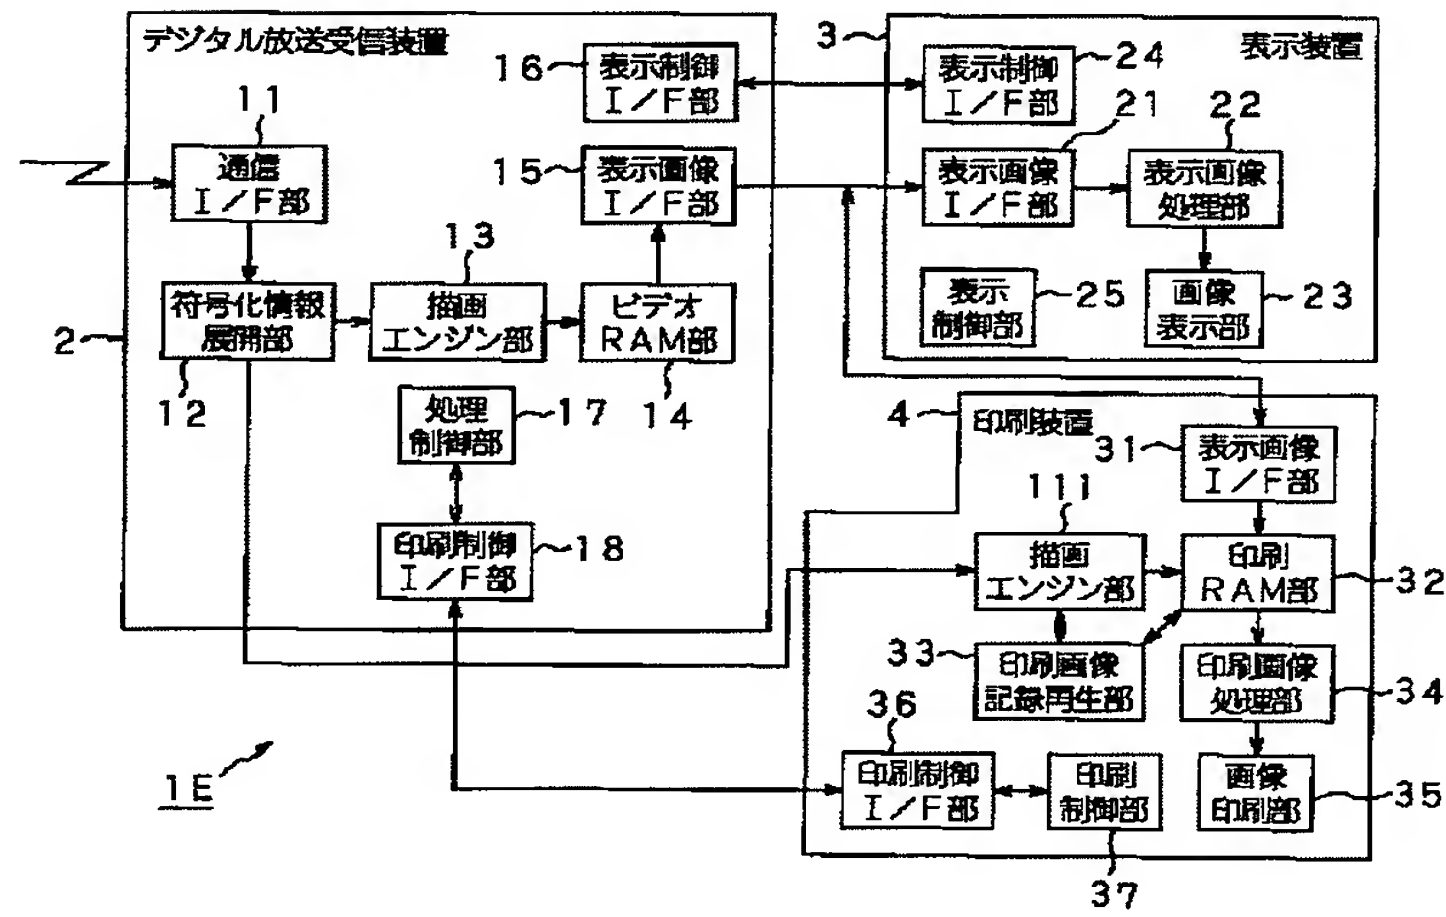 デジタル放送受信装置
2
11
通信
I/F部
16
表示制御
I/F部
15
表示画像
I/F部
13
符号化情報
展開部
12
描画
エンジン部
ビデオ
RAM部
14
処理
制御部
17
印刷制御
I/F部
18
表示装置
3
表示制御
I/F部
24
表示画像
I/F部
21
22
表示画像
処理部
表示
制御部
25
画像
表示部
23
4
印刷装置
31
表示画像
I/F部
111
描画
エンジン部
印刷
RAM部
32
33
印刷画像
記録再生部
印刷画像
処理部
34
36
印刷制御
I/F部
印刷
制御部
37
画像
印刷部
35
1E